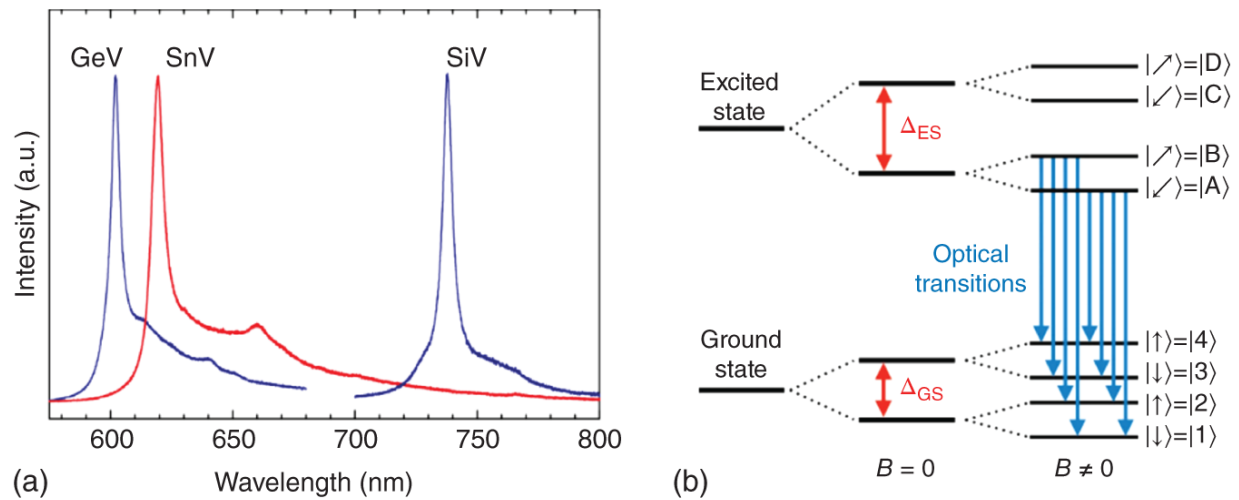 GeV
SnV
SiV
Intensity (a.u.)
600
650
700
750
800
Wavelength (nm)
(a)
Excited
state
Δ_ES
|↗⟩=|D⟩
|↙⟩=|C⟩
|↗⟩=|B⟩
|↙⟩=|A⟩
Optical
transitions
Ground
state
Δ_GS
|↑⟩=|4⟩
|↓⟩=|3⟩
|↑⟩=|2⟩
|↓⟩=|1⟩
B = 0
B ≠ 0
(b)